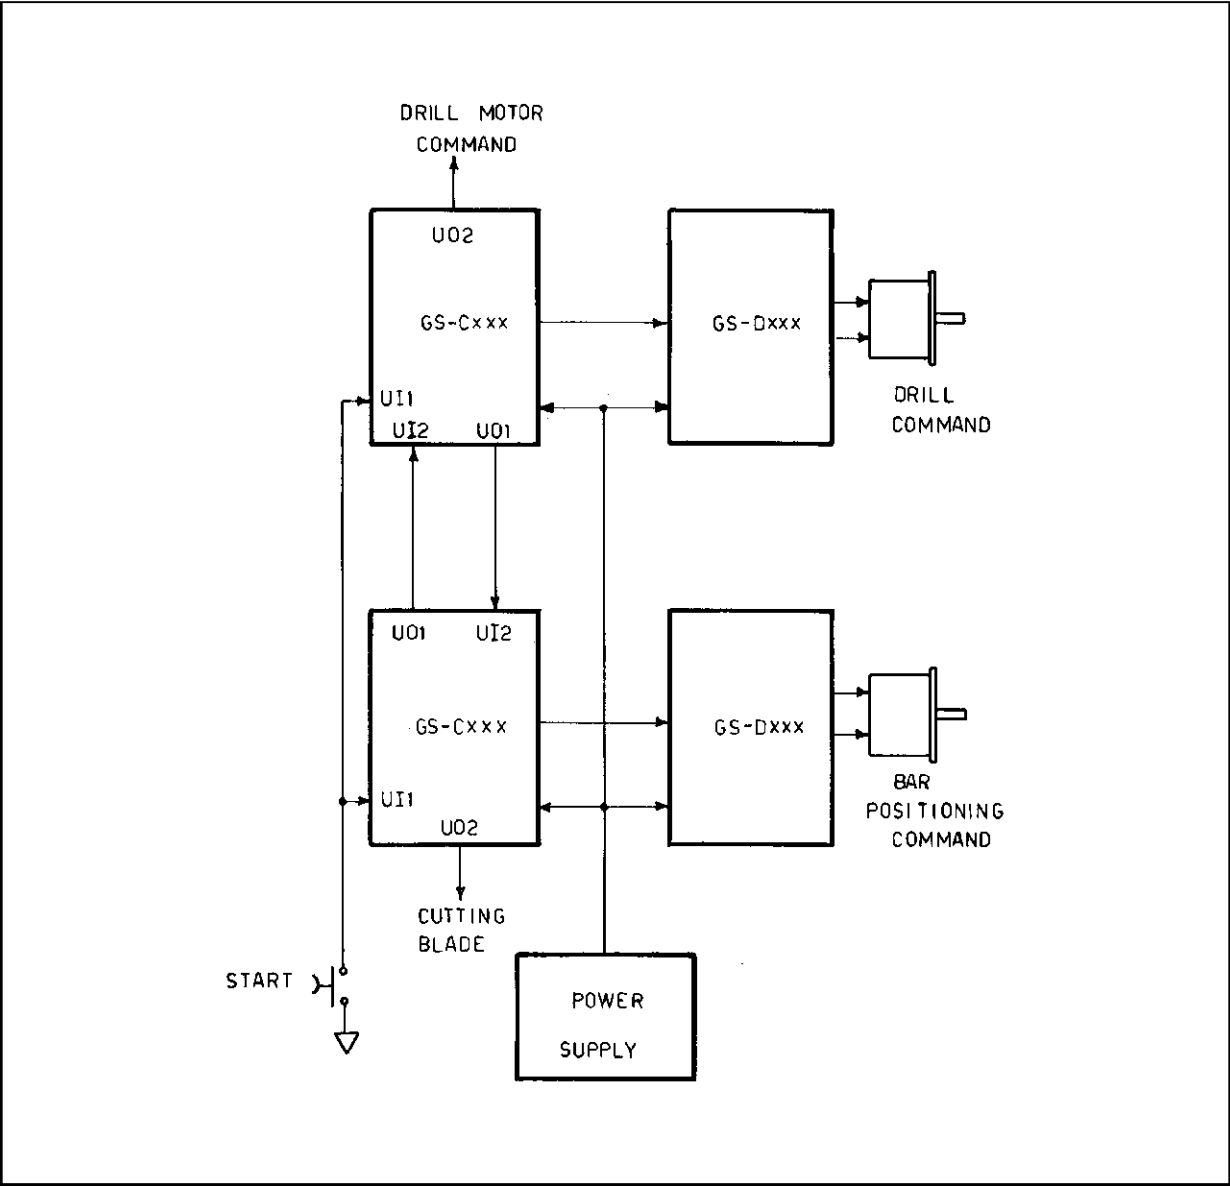 DRILL MOTOR
COMMAND
UO2
GS-Cxxx
GS-Dxxx
UI1
UI2 UO1
DRILL
COMMAND
UO1 UI2
GS-Cxxx
GS-Dxxx
UI1
UO2
BAR
POSITIONING
COMMAND
CUTTING
BLADE
START
POWER
SUPPLY